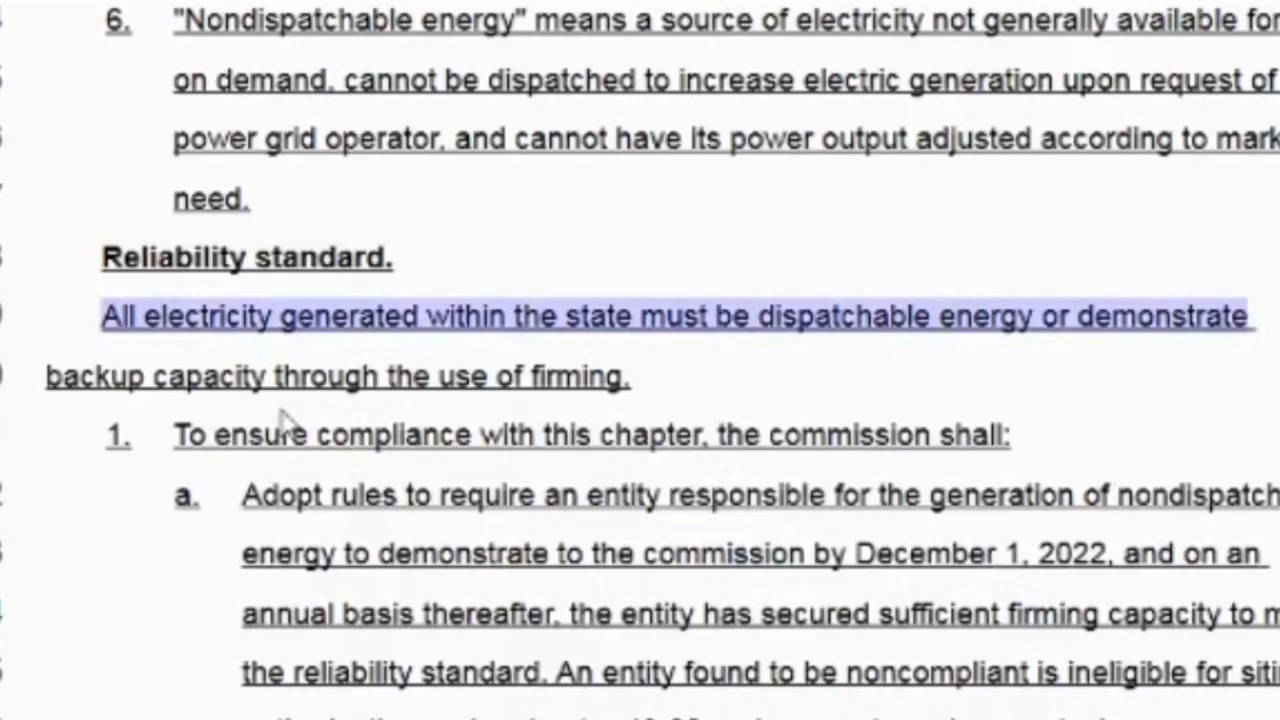 6. "Nondispatchable energy" means a source of electricity not generally available for
on demand, cannot be dispatched to increase electric generation upon request of
power grid operator, and cannot have its power output adjusted according to mark
need.
Reliability standard.
All electricity generated within the state must be dispatchable energy or demonstrate
backup capacity through the use of firming.
1. To ensure compliance with this chapter, the commission shall:
a. Adopt rules to require an entity responsible for the generation of nondispatch
energy to demonstrate to the commission by December 1, 2022, and on an
annual basis thereafter, the entity has secured sufficient firming capacity to m
the reliability standard. An entity found to be noncompliant is ineligible for siti